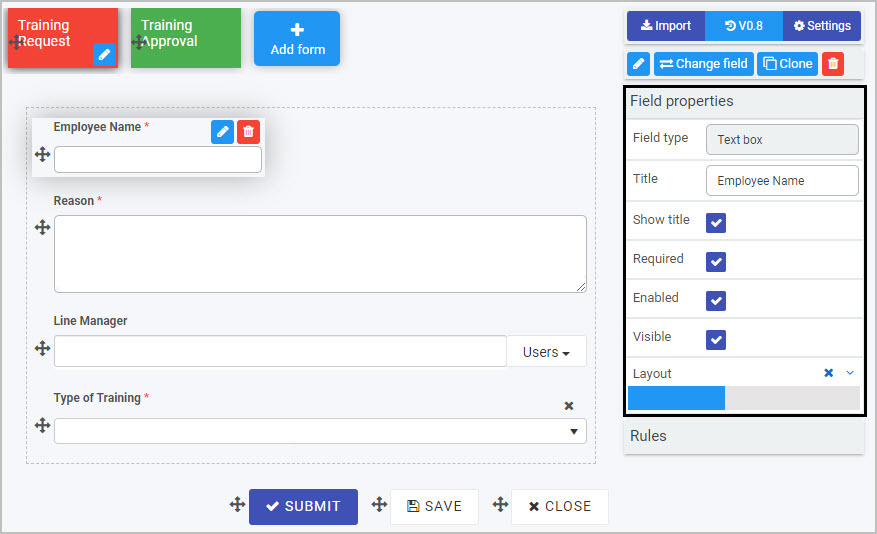 Training
Request
Training
Approval
Add form
Import
V0.8
Settings
Change field
Clone
Employee Name *
Reason *
Line Manager
Users
Type of Training *
SUBMIT
SAVE
CLOSE
Field properties
Field type
Text box
Title
Employee Name
Show title
Required
Enabled
Visible
Layout
Rules